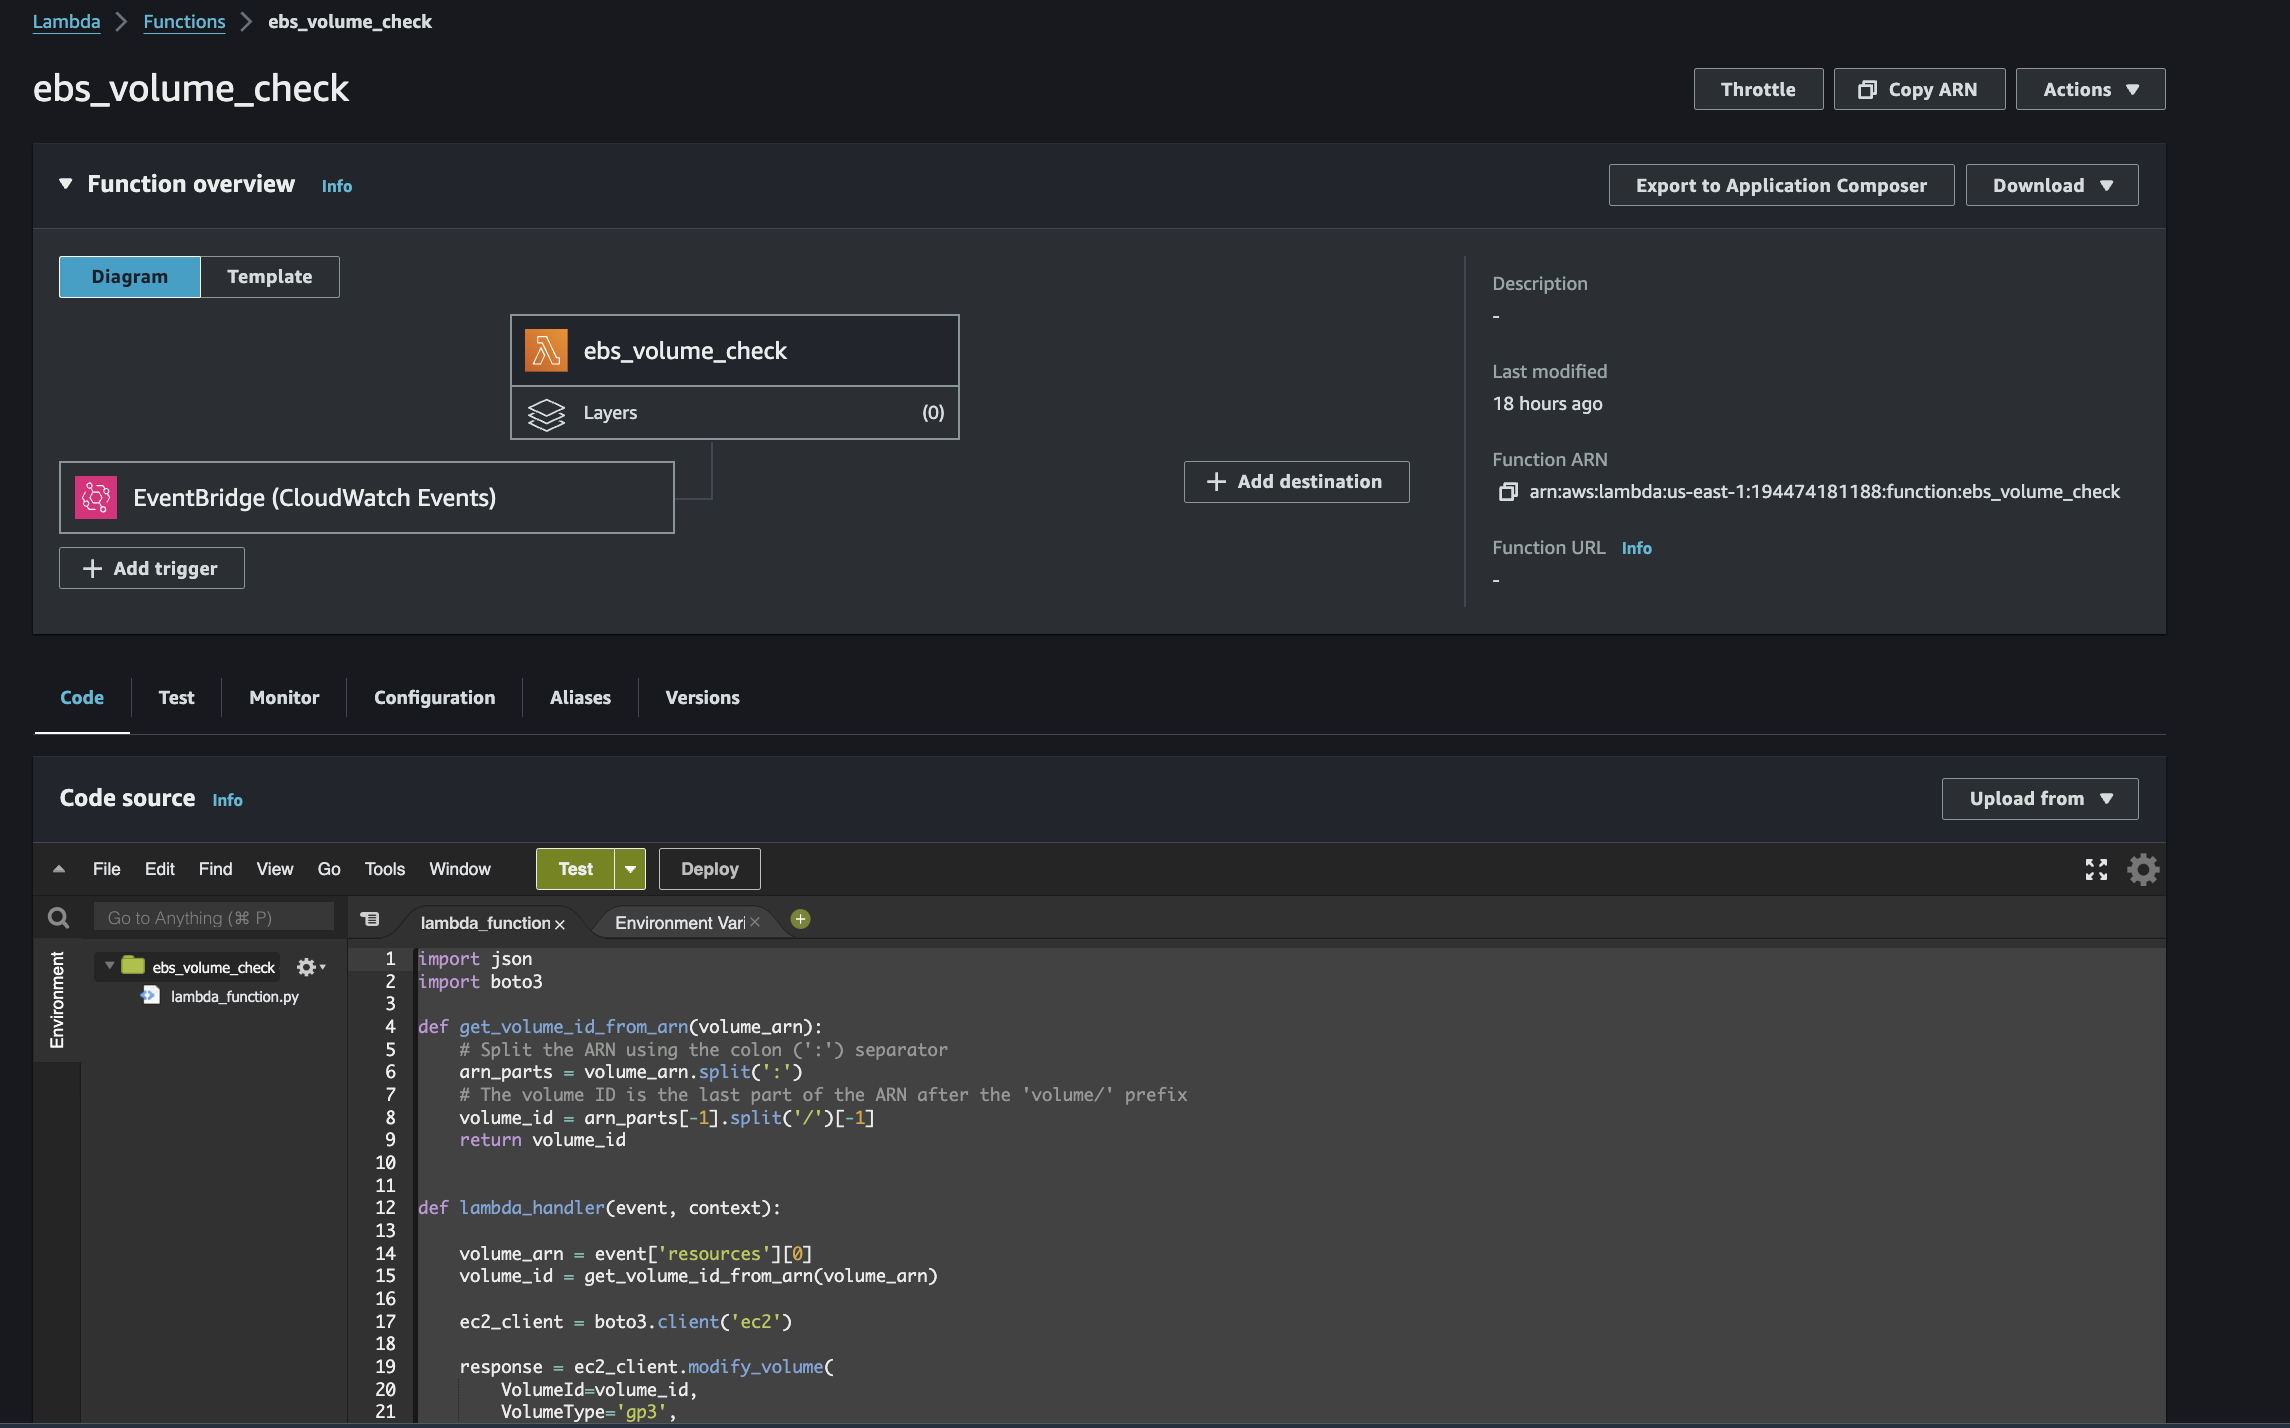 Lambda > Functions > ebs_volume_check
ebs_volume_check
Throttle
Copy ARN
Actions
Function overview Info
Export to Application Composer
Download
Diagram
Template
ebs_volume_check
Layers (0)
EventBridge (CloudWatch Events)
+ Add trigger
+ Add destination
Description
-
Last modified
18 hours ago
Function ARN
arn:aws:lambda:us-east-1:194474181188:function:ebs_volume_check
Function URL Info
-
Code
Test
Monitor
Configuration
Aliases
Versions
Code source Info
Upload from
File Edit Find View Go Tools Window
Test
Deploy
Go to Anything (⌘ P)
lambda_function ×
Environment Vari ×
Environment
ebs_volume_check
lambda_function.py
1 import json
2 import boto3
3
4 def get_volume_id_from_arn(volume_arn):
5     # Split the ARN using the colon (':') separator
6     arn_parts = volume_arn.split(':')
7     # The volume ID is the last part of the ARN after the 'volume/' prefix
8     volume_id = arn_parts[-1].split('/')[-1]
9     return volume_id
10
11
12 def lambda_handler(event, context):
13
14     volume_arn = event['resources'][0]
15     volume_id = get_volume_id_from_arn(volume_arn)
16
17     ec2_client = boto3.client('ec2')
18
19     response = ec2_client.modify_volume(
20         VolumeId=volume_id,
21         VolumeType='gp3',